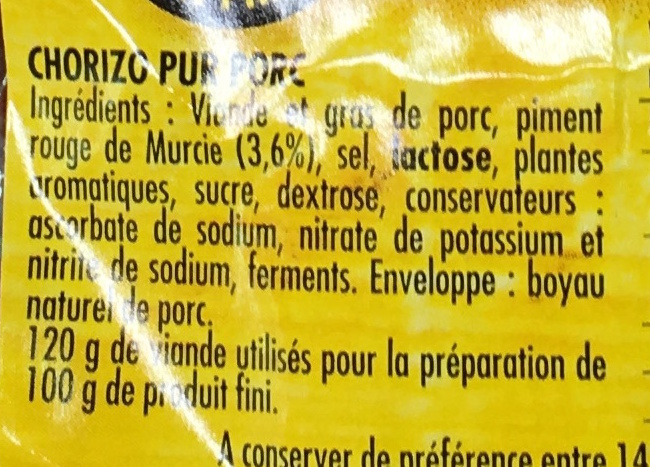 CHORIZO PUR PORC
Ingrédients : Viande et gras de porc, piment
rouge de Murcie (3,6%), sel, lactose, plantes
aromatiques, sucre, dextrose, conservateurs :
ascorbate de sodium, nitrate de potassium et
nitrite de sodium, ferments. Enveloppe : boyau
naturel de porc.
120 g de viande utilisés pour la préparation de
100 g de produit fini.
A conserver de préférence entre 14